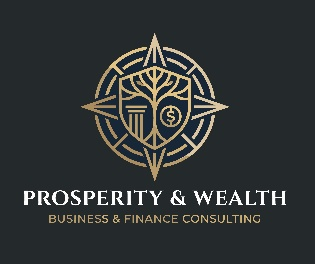 $
PROSPERITY & WEALTH
BUSINESS & FINANCE CONSULTING